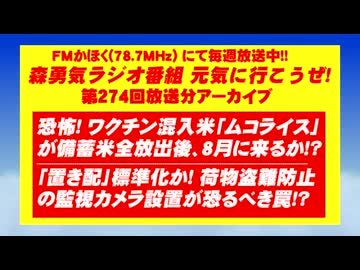 FMかほく(78.7MHz)にて毎週放送中!!
森勇気ラジオ番組 元気に行こうぜ!
第274回放送分アーカイブ
恐怖! ワクチン混入米「ムコライス」
が備蓄米全放出後、8月に来るか!?
「置き配」標準化か! 荷物盗難防止
の監視カメラ設置が恐るべき罠!?